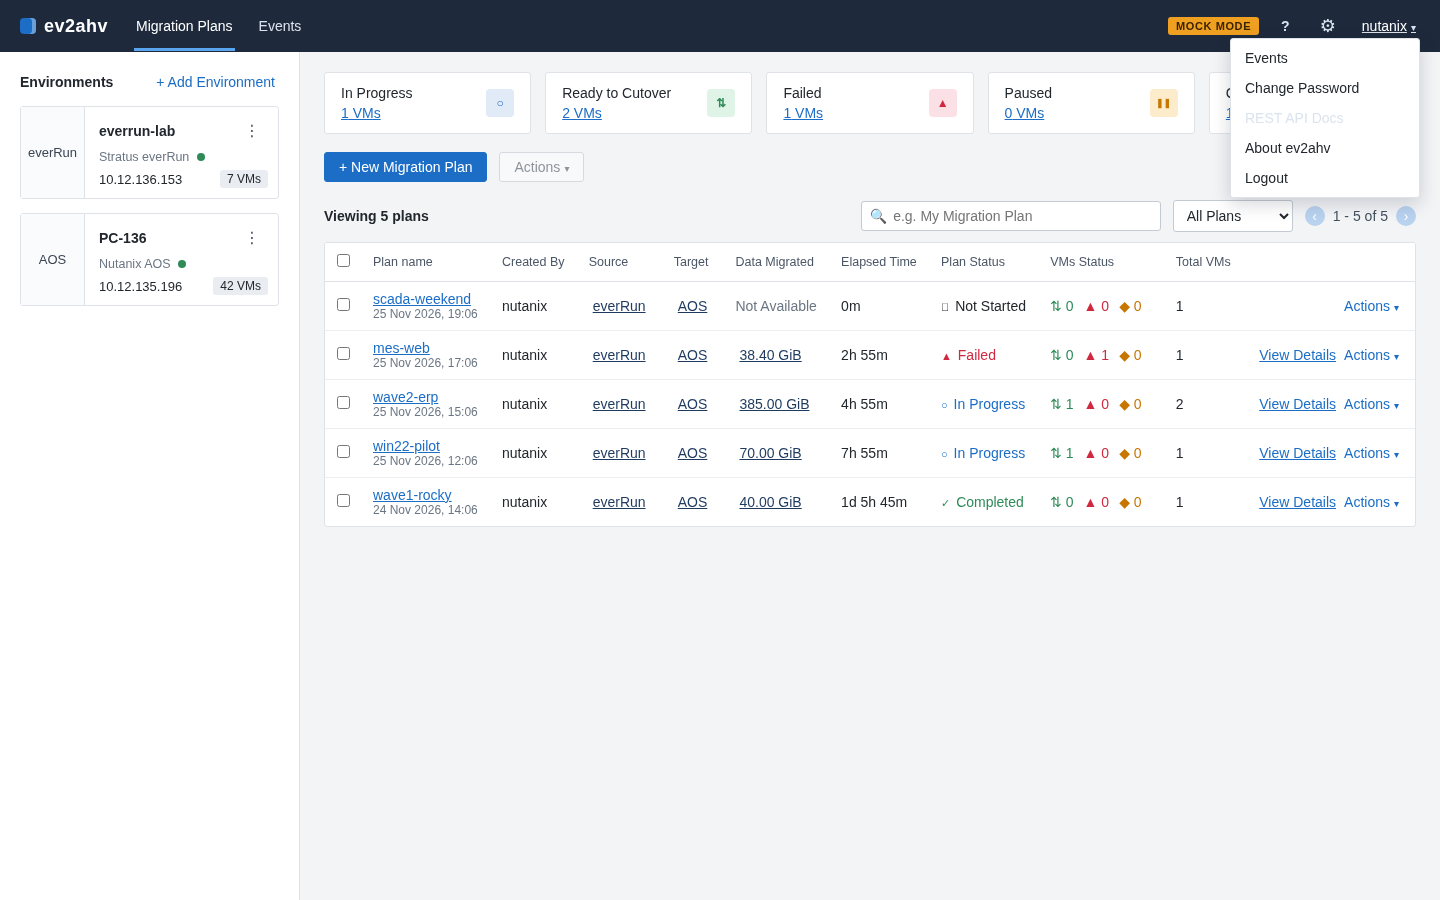 ev2ahv Migration Plans Events MOCK MODE ? nutanix
Events
Change Password
REST API Docs
About ev2ahv
Logout
Environments + Add Environment
everRun
everrun-lab
Stratus everRun
10.12.136.153 7 VMs
AOS
PC-136
Nutanix AOS
10.12.135.196 42 VMs
In Progress
1 VMs
Ready to Cutover
2 VMs
Failed
1 VMs
Paused
0 VMs
+ New Migration Plan Actions
Viewing 5 plans e.g. My Migration Plan All Plans 1 - 5 of 5
Plan name Created By Source Target Data Migrated Elapsed Time Plan Status VMs Status Total VMs
scada-weekend
25 Nov 2026, 19:06 nutanix everRun AOS Not Available 0m Not Started 0 0 0 1 Actions
mes-web
25 Nov 2026, 17:06 nutanix everRun AOS 38.40 GiB 2h 55m Failed 0 1 0 1 View Details Actions
wave2-erp
25 Nov 2026, 15:06 nutanix everRun AOS 385.00 GiB 4h 55m In Progress 1 0 0 2 View Details Actions
win22-pilot
25 Nov 2026, 12:06 nutanix everRun AOS 70.00 GiB 7h 55m In Progress 1 0 0 1 View Details Actions
wave1-rocky
24 Nov 2026, 14:06 nutanix everRun AOS 40.00 GiB 1d 5h 45m Completed 0 0 0 1 View Details Actions